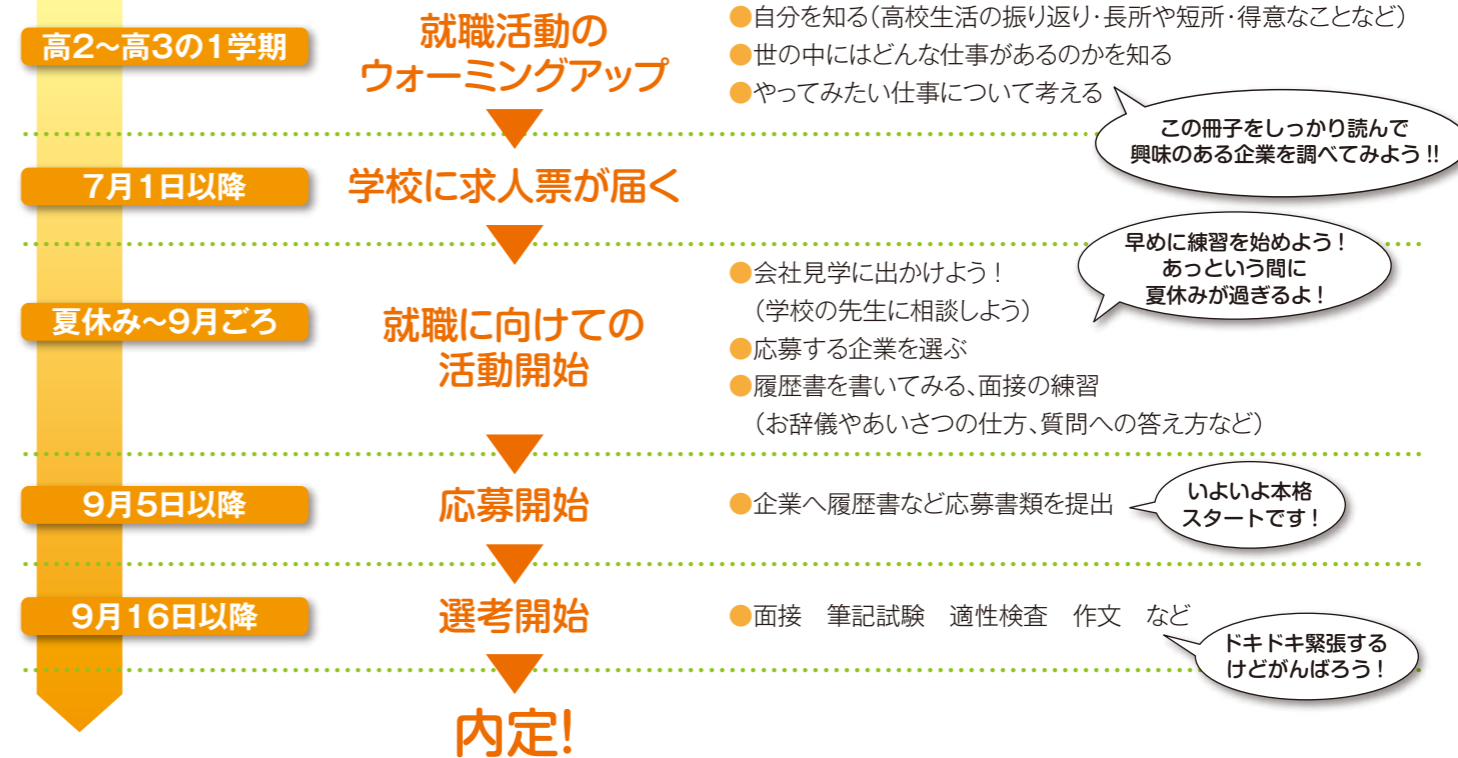 高2~高3の1学期
就職活動の
ウォーミングアップ
●自分を知る(高校生活の振り返り・長所や短所・得意なことなど)
●世の中にはどんな仕事があるのかを知る
●やってみたい仕事について考える
この冊子をしっかり読んで
興味のある企業を調べてみよう!!
7月1日以降
学校に求人票が届く
夏休み~9月ごろ
就職に向けての
活動開始
●会社見学に出かけよう!
(学校の先生に相談しよう)
●応募する企業を選ぶ
●履歴書を書いてみる、面接の練習
(お辞儀やあいさつの仕方、質問への答え方など)
早めに練習を始めよう!
あっという間に
夏休みが過ぎるよ!
9月5日以降
応募開始
●企業へ履歴書など応募書類を提出
いよいよ本格
スタートです!
9月16日以降
選考開始
●面接 筆記試験 適性検査 作文 など
ドキドキ緊張する
けどがんばろう!
内定!